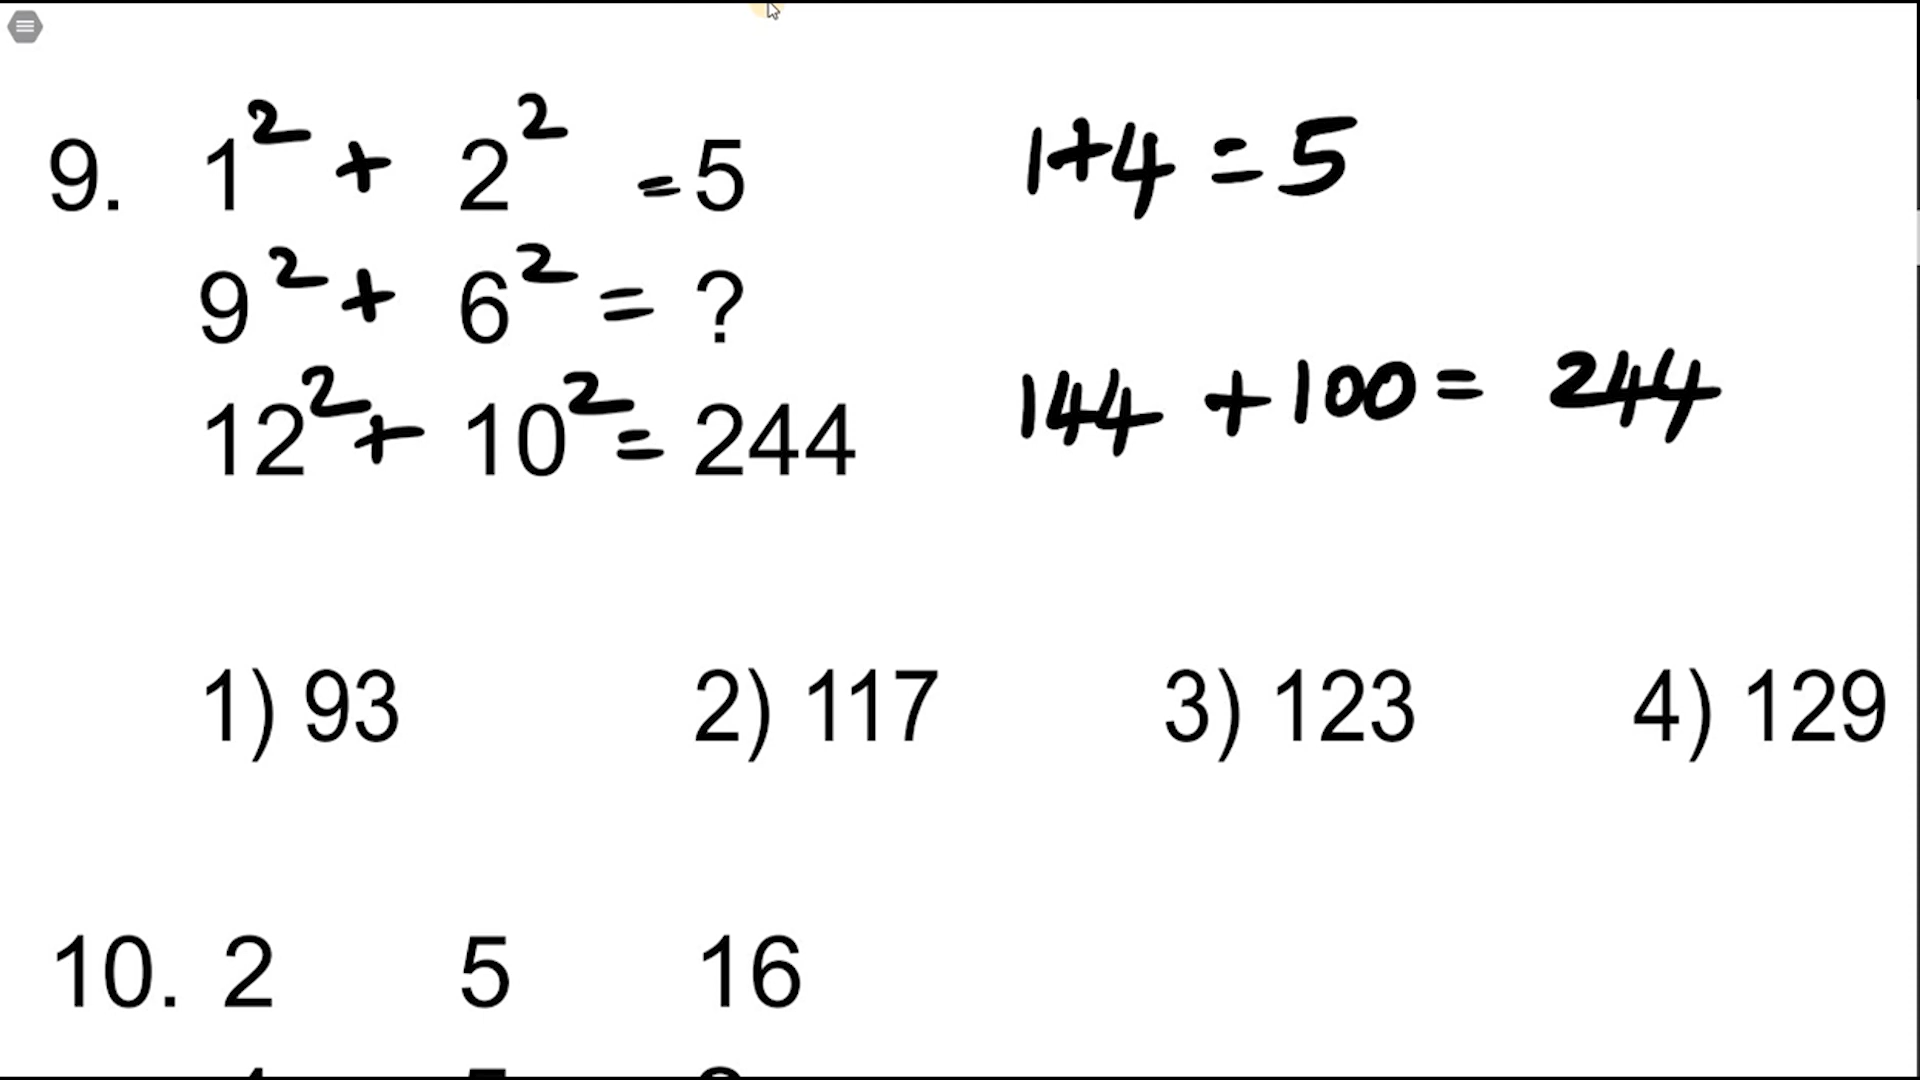 9. 1² + 2² = 5 1+4 = 5
9² + 6² = ?
12² + 10² = 244 144 + 100 = 244
1) 93 2) 117 3) 123 4) 129
10. 2 5 16